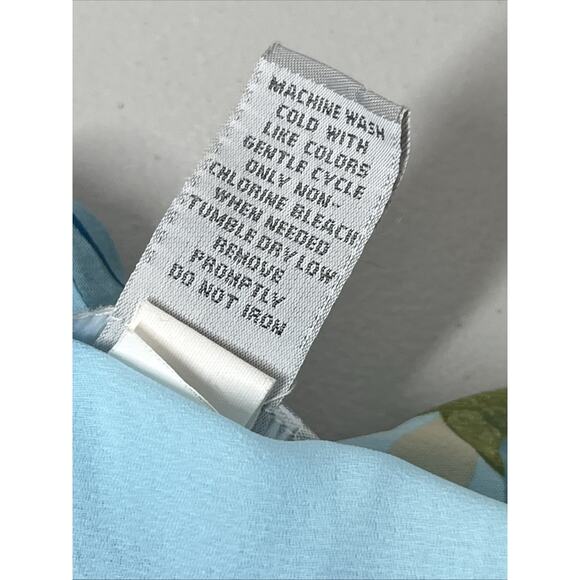 MACHINE WASH
COLD WITH
LIKE COLORS
GENTLE CYCLE
ONLY NON-
CHLORINE BLEACH
WHEN NEEDED
TUMBLE DRY LOW
REMOVE
PROMPTLY
DO NOT IRON